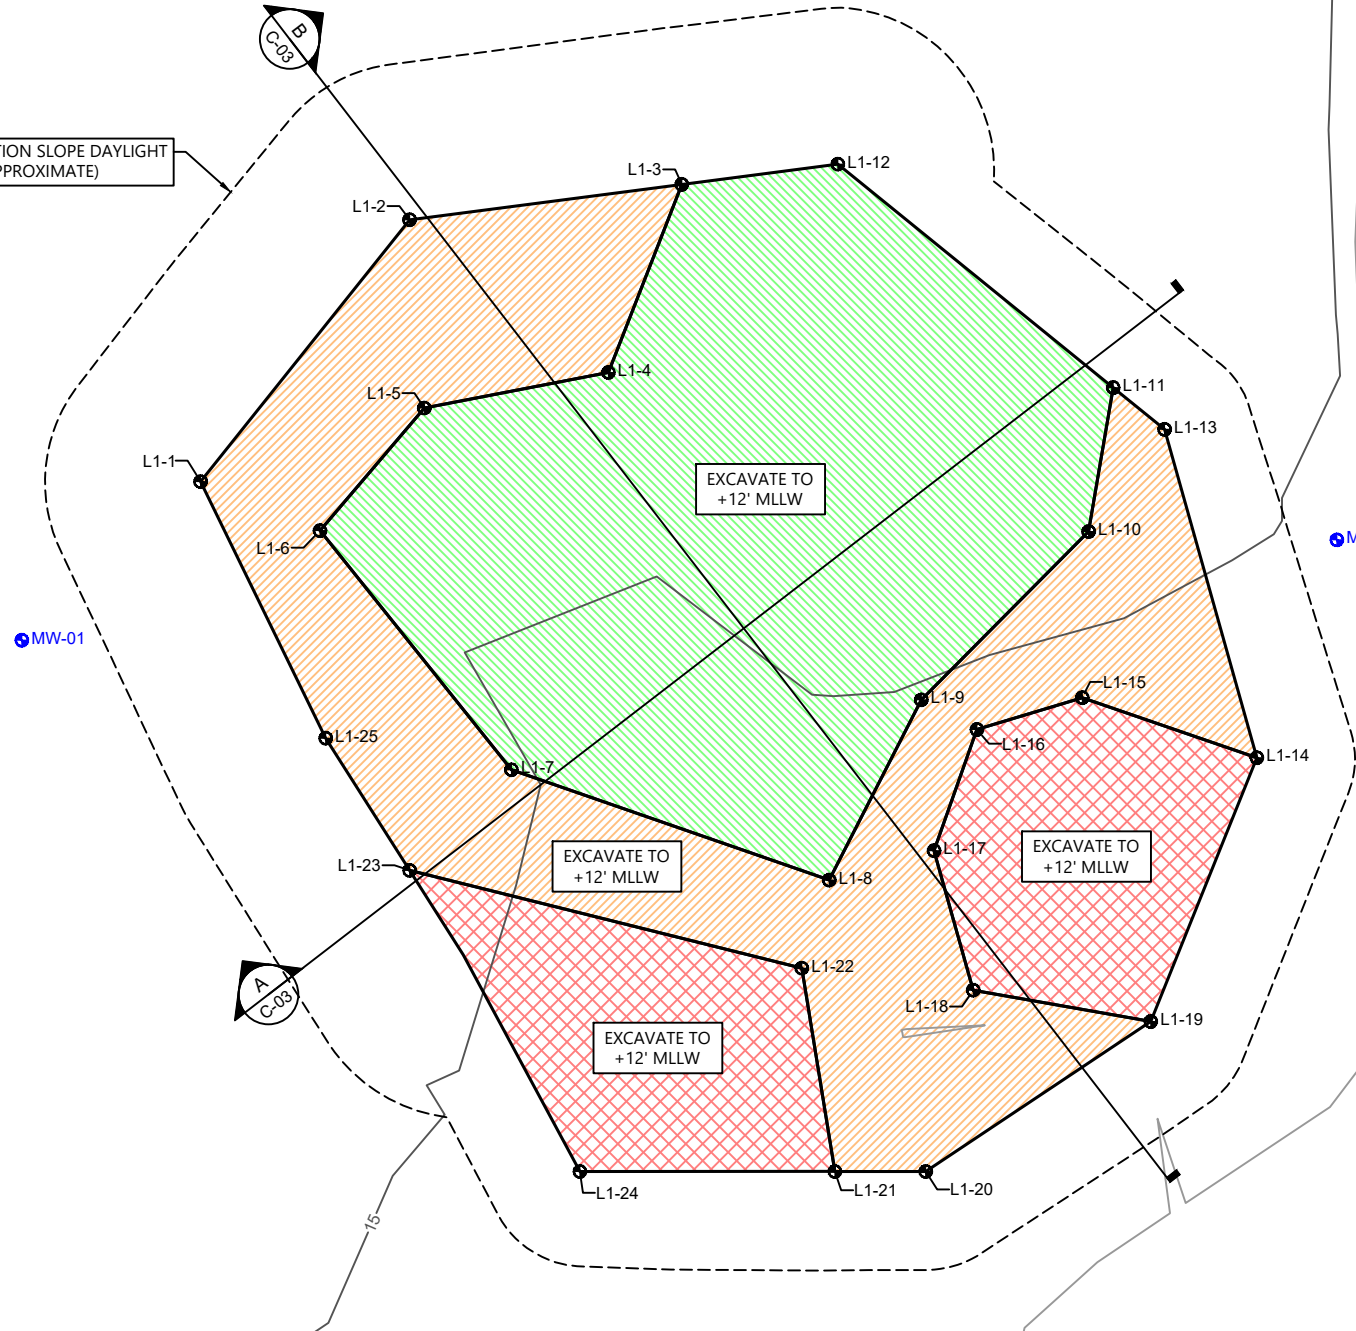 B
C-03
TION SLOPE DAYLIGHT
PPROXIMATE)
L1-3
L1-12
L1-2
L1-4
L1-11
L1-5
L1-13
L1-1
EXCAVATE TO
+12' MLLW
L1-10
L1-6
M
MW-01
L1-15
L1-9
L1-25
L1-16
L1-14
L1-7
L1-17
EXCAVATE TO
+12' MLLW
L1-23
EXCAVATE TO
+12' MLLW
L1-8
L1-22
A
C-03
L1-18
L1-19
EXCAVATE TO
+12' MLLW
L1-24
L1-21
L1-20
15